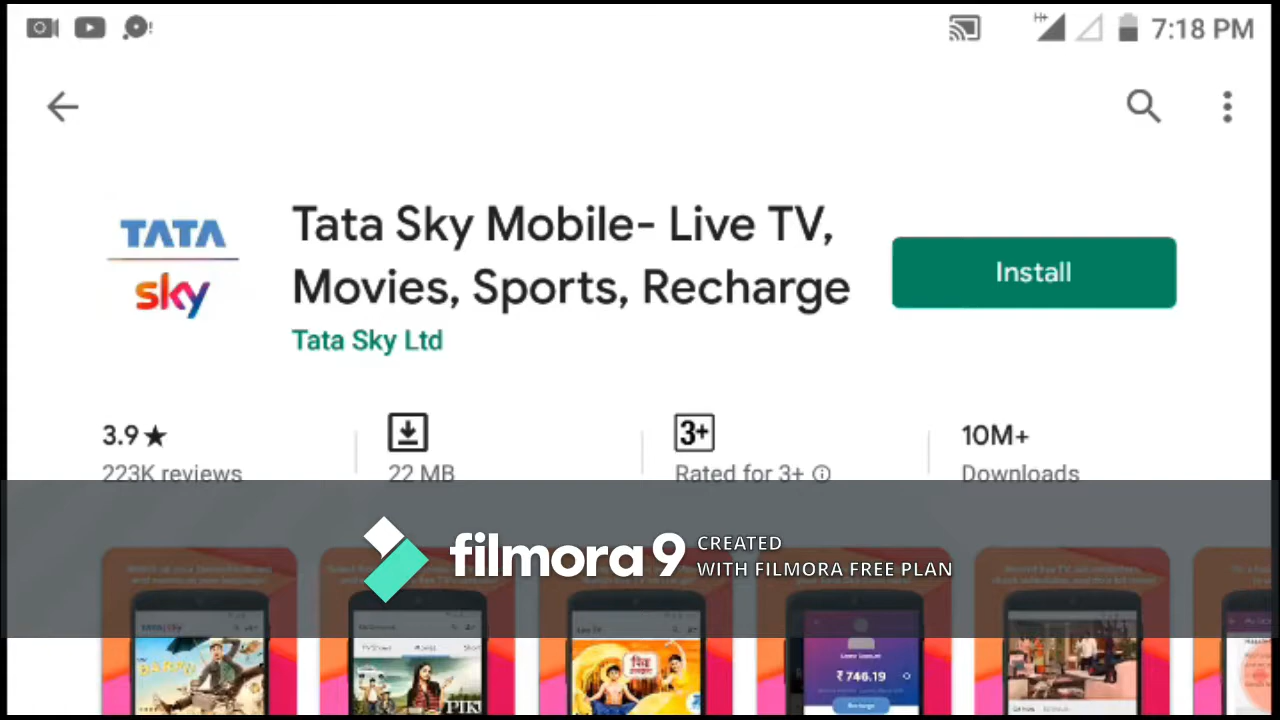 7:18 PM
TATA
sky
Tata Sky Mobile- Live TV,
Movies, Sports, Recharge
Install
Tata Sky Ltd
3.9★
3+
10M+
223K reviews
22 MB
Rated for 3+
Downloads
filmora9
CREATED
WITH FILMORA FREE PLAN
₹746.19
Recharge